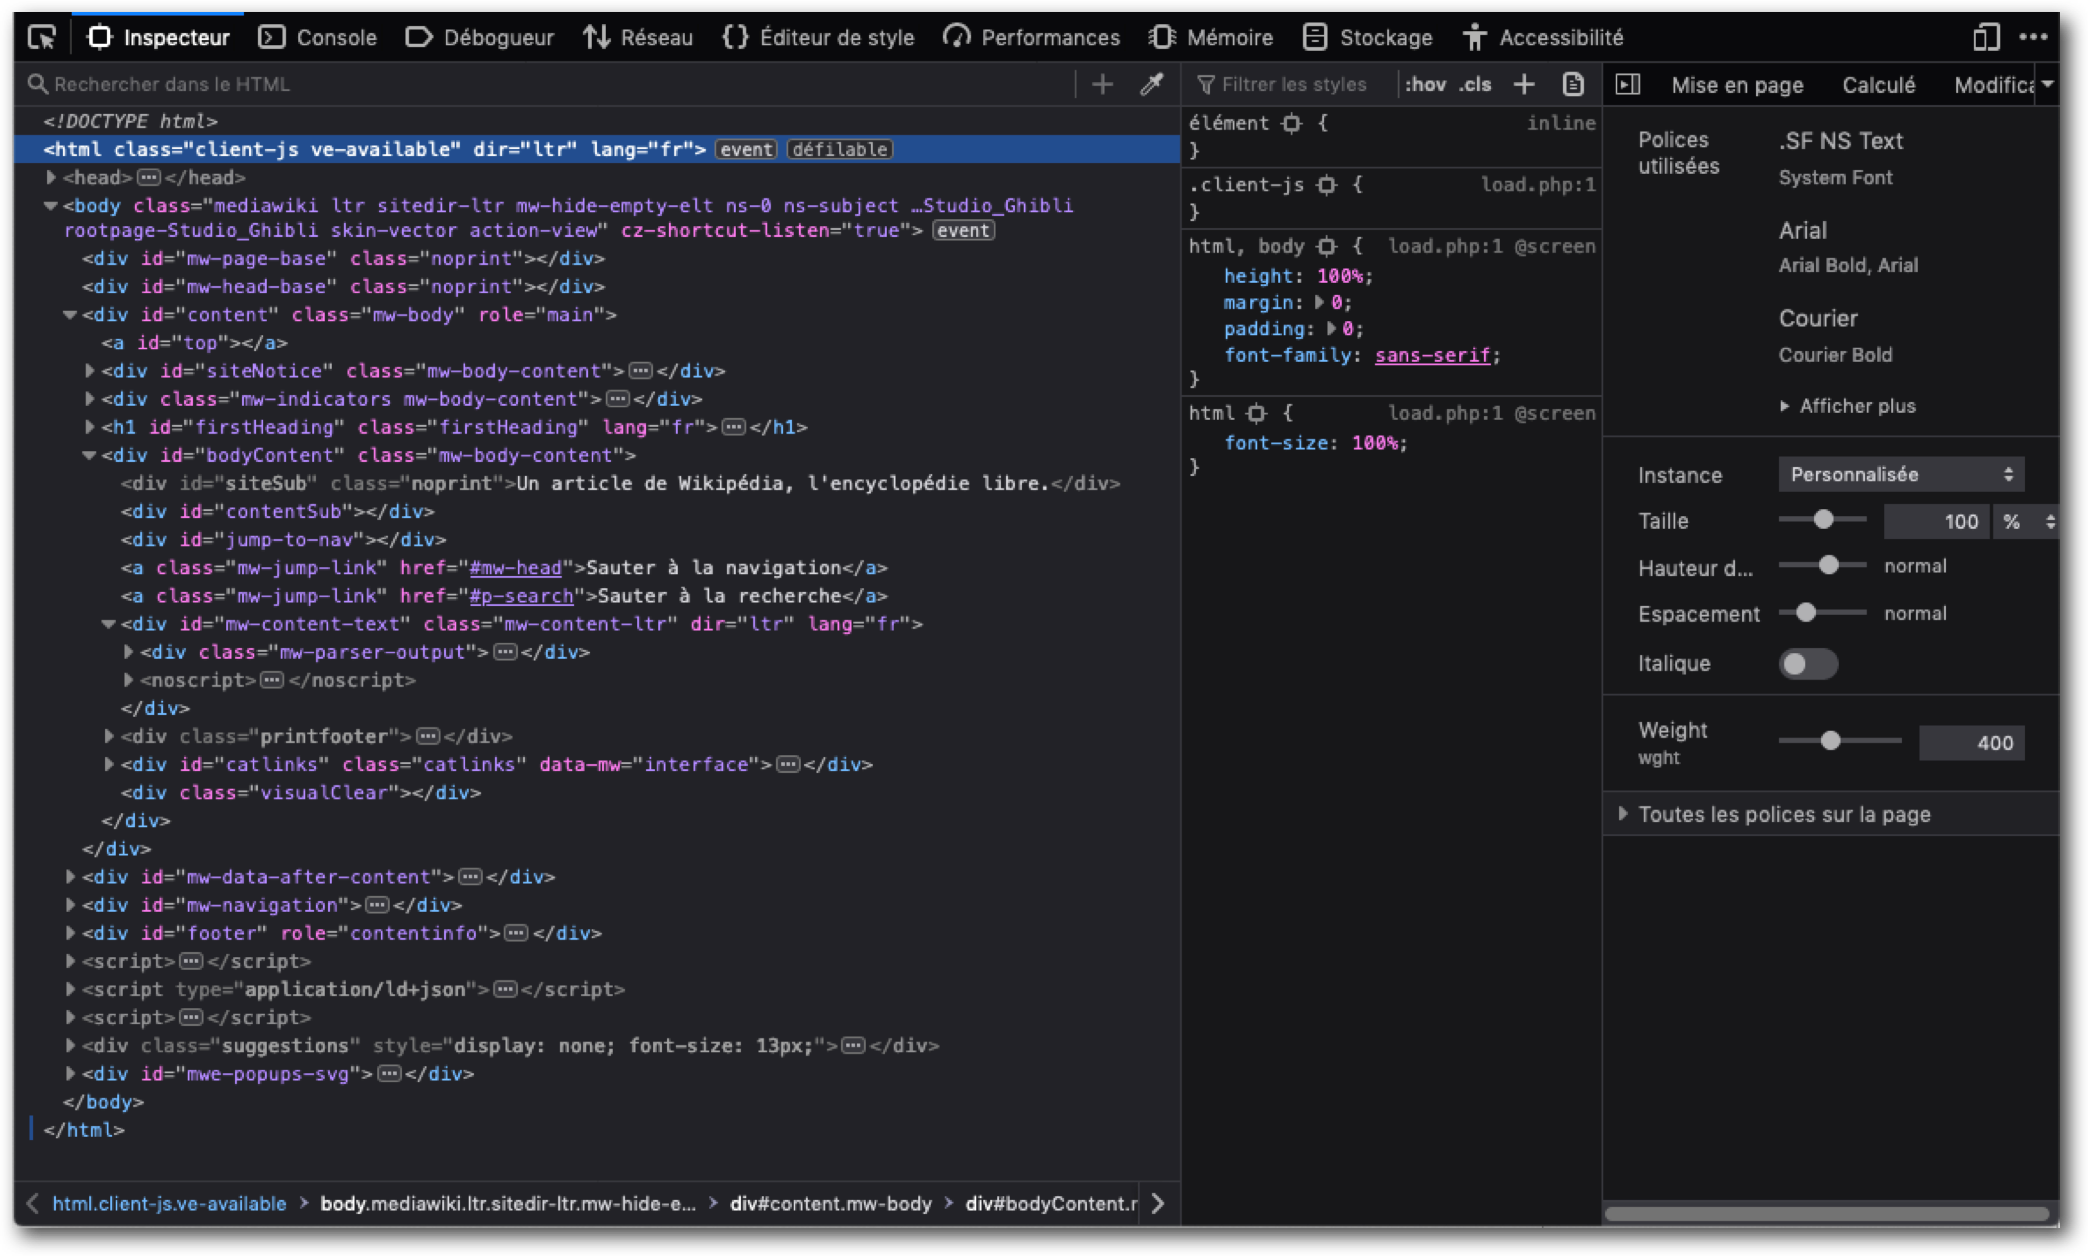 Inspecteur Console Débogueur Réseau {} Éditeur de style Performances Mémoire Stockage Accessibilité
Rechercher dans le HTML
<!DOCTYPE html>
<html class="client-js ve-available" dir="ltr" lang="fr"> event défilable
<head>…</head>
<body class="mediawiki ltr sitedir-ltr mw-hide-empty-elt ns-0 ns-subject …Studio_Ghibli
rootpage-Studio_Ghibli skin-vector action-view" cz-shortcut-listen="true"> event
<div id="mw-page-base" class="noprint"></div>
<div id="mw-head-base" class="noprint"></div>
<div id="content" class="mw-body" role="main">
<a id="top"></a>
<div id="siteNotice" class="mw-body-content">…</div>
<div class="mw-indicators mw-body-content">…</div>
<h1 id="firstHeading" class="firstHeading" lang="fr">…</h1>
<div id="bodyContent" class="mw-body-content">
<div id="siteSub" class="noprint">Un article de Wikipédia, l'encyclopédie libre.</div>
<div id="contentSub"></div>
<div id="jump-to-nav"></div>
<a class="mw-jump-link" href="#mw-head">Sauter à la navigation</a>
<a class="mw-jump-link" href="#p-search">Sauter à la recherche</a>
<div id="mw-content-text" class="mw-content-ltr" dir="ltr" lang="fr">
<div class="mw-parser-output">…</div>
<noscript>…</noscript>
</div>
<div class="printfooter">…</div>
<div id="catlinks" class="catlinks" data-mw="interface">…</div>
<div class="visualClear"></div>
</div>
</div>
<div id="mw-data-after-content">…</div>
<div id="mw-navigation">…</div>
<div id="footer" role="contentinfo">…</div>
<script>…</script>
<script type="application/ld+json">…</script>
<script>…</script>
<div class="suggestions" style="display: none; font-size: 13px;">…</div>
<div id="mwe-popups-svg">…</div>
</body>
</html>
html.client-js.ve-available > body.mediawiki.ltr.sitedir-ltr.mw-hide-e… > div#content.mw-body > div#bodyContent.r
Filtrer les styles :hov .cls +
élément { inline
}
.client-js { load.php:1
}
html, body { load.php:1 @screen
height: 100%;
margin: 0;
padding: 0;
font-family: sans-serif;
}
html { load.php:1 @screen
font-size: 100%;
}
Mise en page Calculé Modifica
Polices utilisées
.SF NS Text
System Font
Arial
Arial Bold, Arial
Courier
Courier Bold
Afficher plus
Instance Personnalisée
Taille 100 %
Hauteur d… normal
Espacement normal
Italique
Weight 400
wght
Toutes les polices sur la page